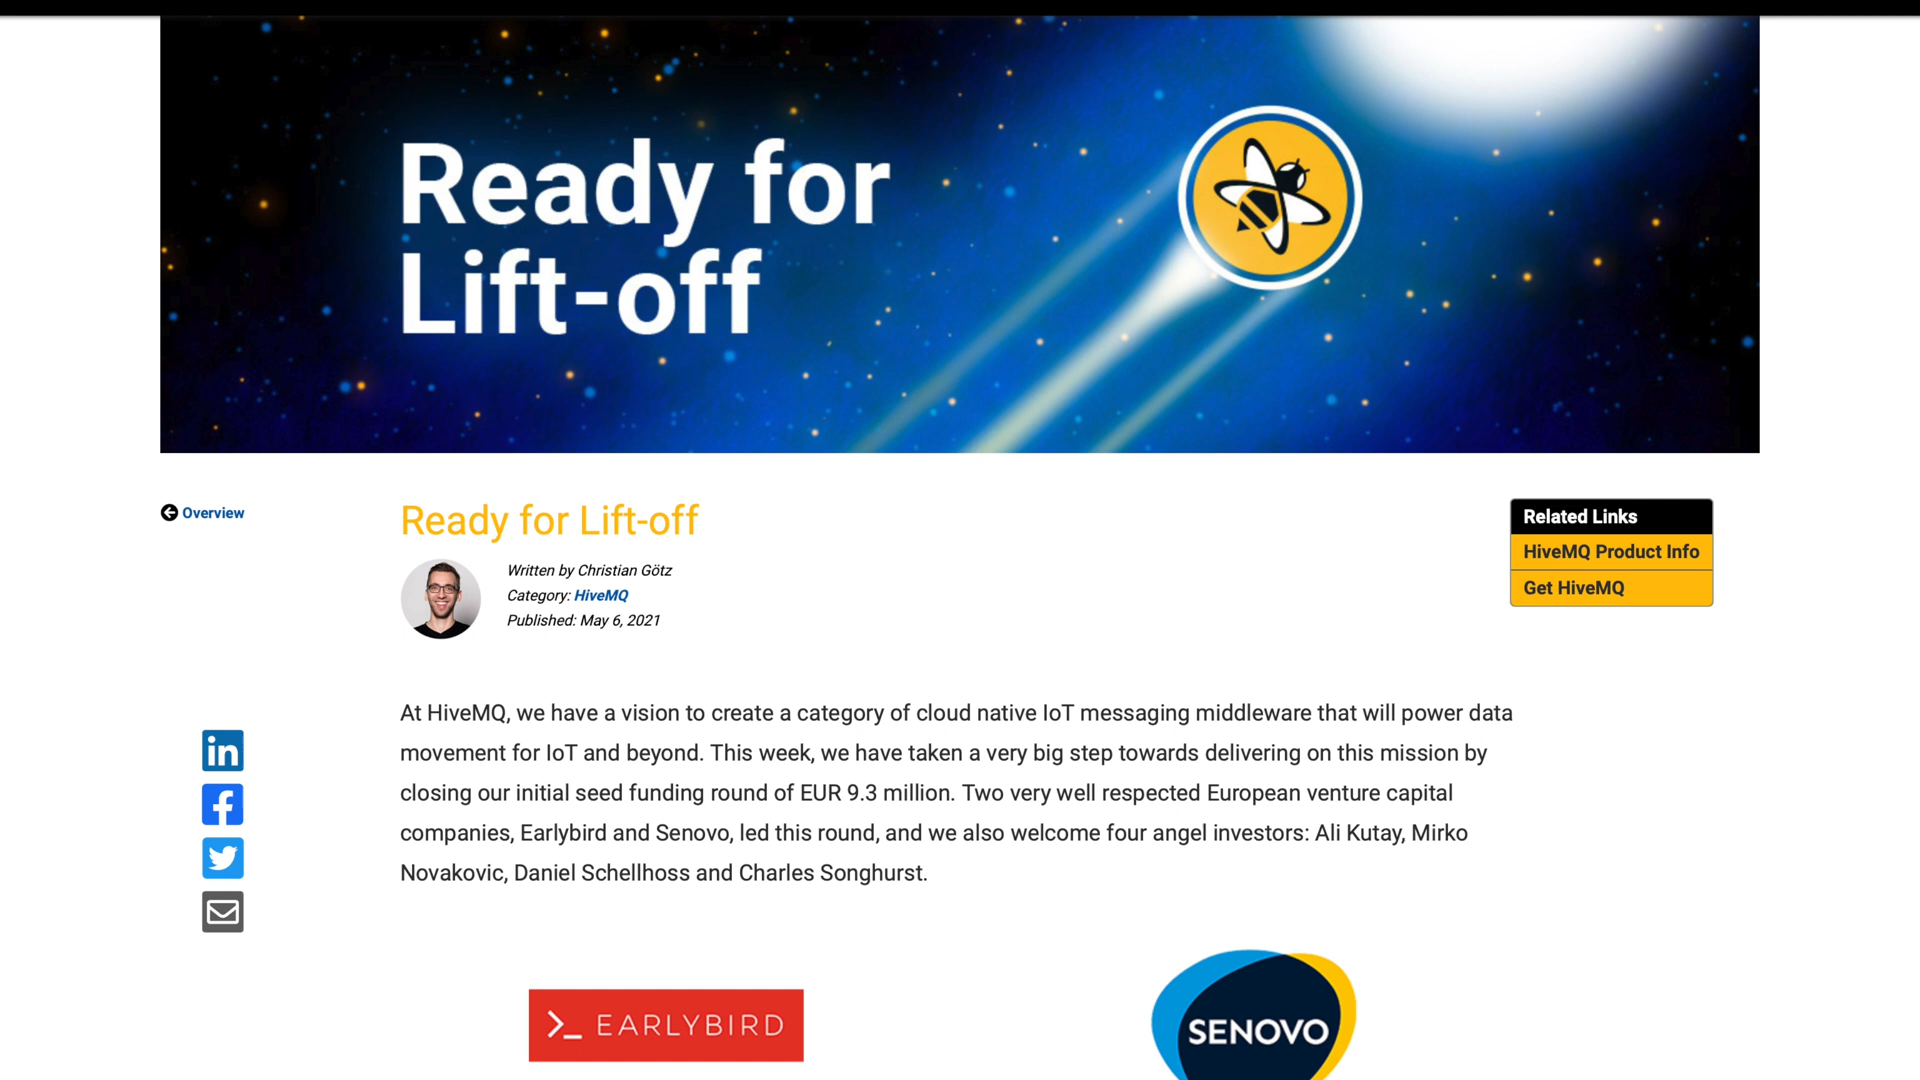 Ready for
Lift-off
Overview
Ready for Lift-off
Written by Christian Götz
Category: HiveMQ
Published: May 6, 2021
Related Links
HiveMQ Product Info
Get HiveMQ
At HiveMQ, we have a vision to create a category of cloud native IoT messaging middleware that will power data
movement for IoT and beyond. This week, we have taken a very big step towards delivering on this mission by
closing our initial seed funding round of EUR 9.3 million. Two very well respected European venture capital
companies, Earlybird and Senovo, led this round, and we also welcome four angel investors: Ali Kutay, Mirko
Novakovic, Daniel Schellhoss and Charles Songhurst.
>_ EARLYBIRD
SENOVO